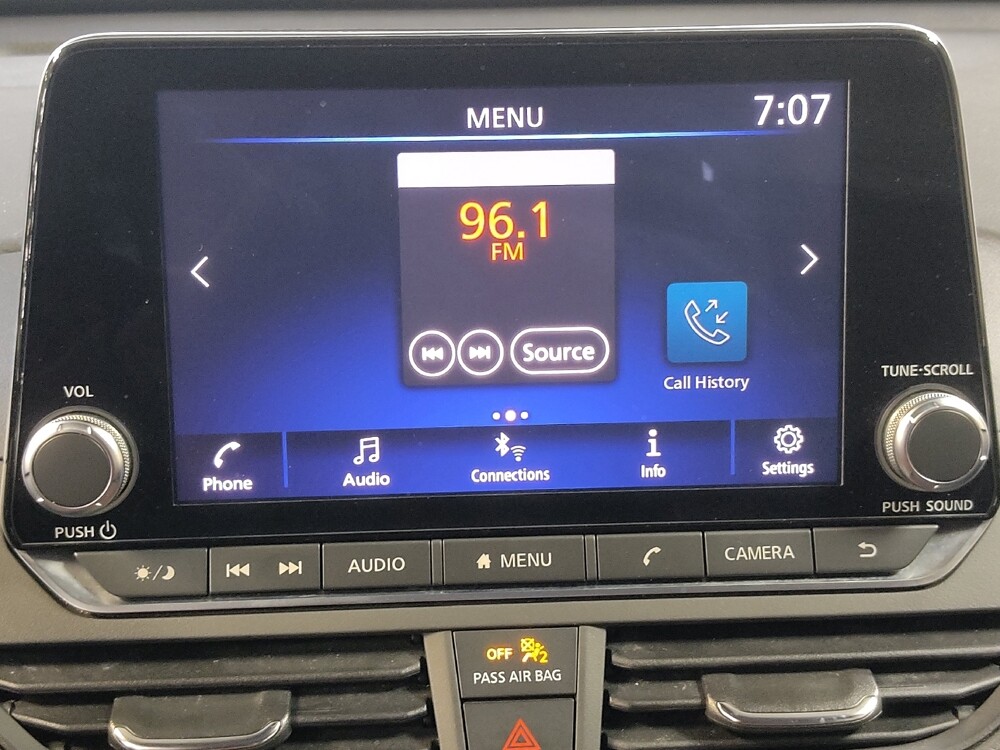 MENU
7:07
96.1
FM
Source
Call History
Phone
Audio
Connections
i
Info
Settings
VOL
PUSH
TUNE·SCROLL
PUSH SOUND
AUDIO
MENU
CAMERA
OFF 2
PASS AIR BAG